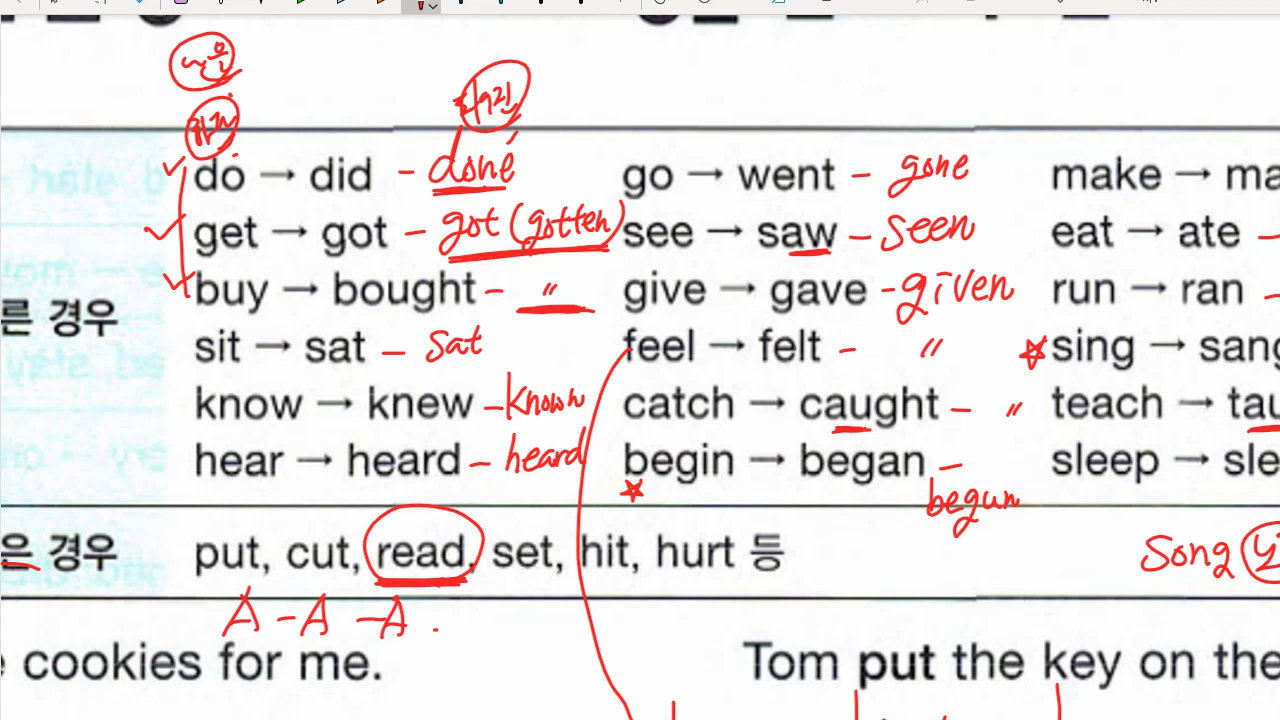 do → did - done go → went - gone make → ma
get → got - got (gotten) see → saw - seen eat → ate -
buy → bought - 〃 give → gave - given run → ran -
른 경우
sit → sat - sat feel → felt - 〃 ☆ sing → sang
know → knew - known catch → caught - 〃 teach → tau
hear → heard - heard begin → began - begun sleep → sle
은 경우 put, cut, read, set, hit, hurt 등 Song
A - A - A.
e cookies for me. Tom put the key on the